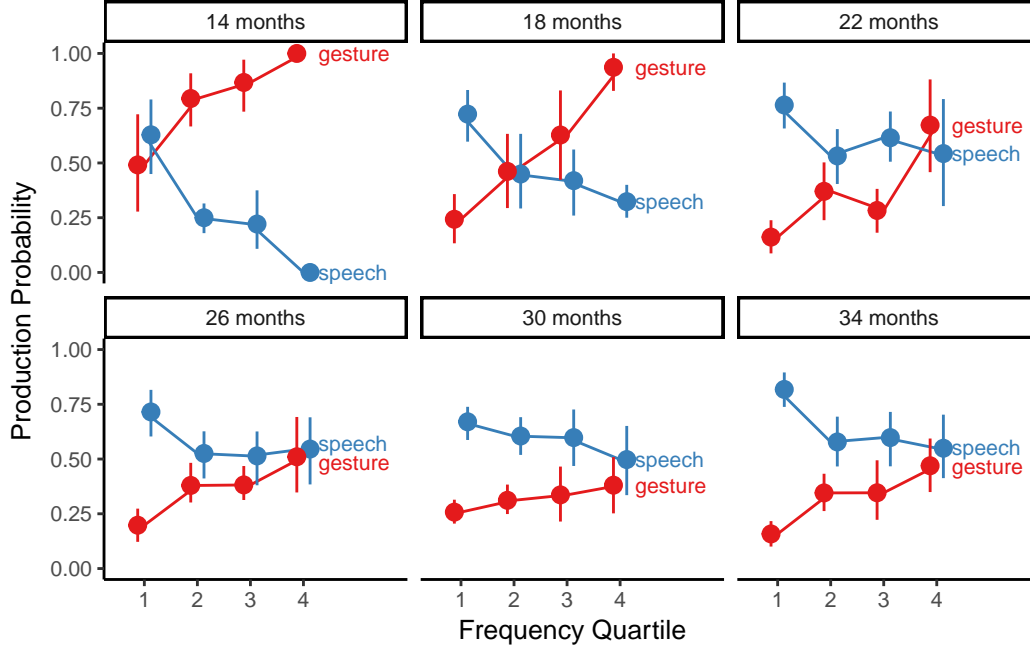 14 months
18 months
22 months
1.00
0.75
0.50
0.25
0.00
gesture
speech
gesture
speech
gesture
speech
26 months
30 months
34 months
1.00
0.75
0.50
0.25
0.00
speech
gesture
speech
gesture
speech
gesture
1 2 3 4
1 2 3 4
1 2 3 4
Frequency Quartile
Production Probability